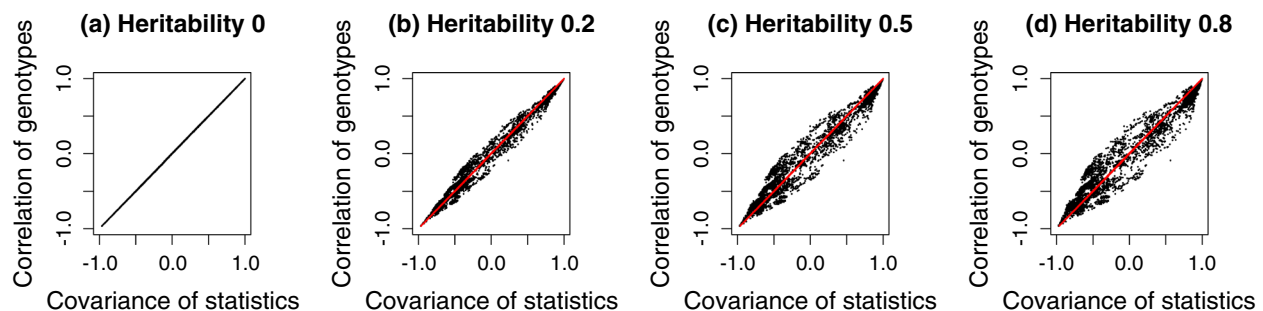 (a) Heritability 0
Correlation of genotypes
1.0
0.0
-1.0
-1.0 0.0 1.0
Covariance of statistics
(b) Heritability 0.2
Correlation of genotypes
1.0
0.0
-1.0
-1.0 0.0 1.0
Covariance of statistics
(c) Heritability 0.5
Correlation of genotypes
1.0
0.0
-1.0
-1.0 0.0 1.0
Covariance of statistics
(d) Heritability 0.8
Correlation of genotypes
1.0
0.0
-1.0
-1.0 0.0 1.0
Covariance of statistics